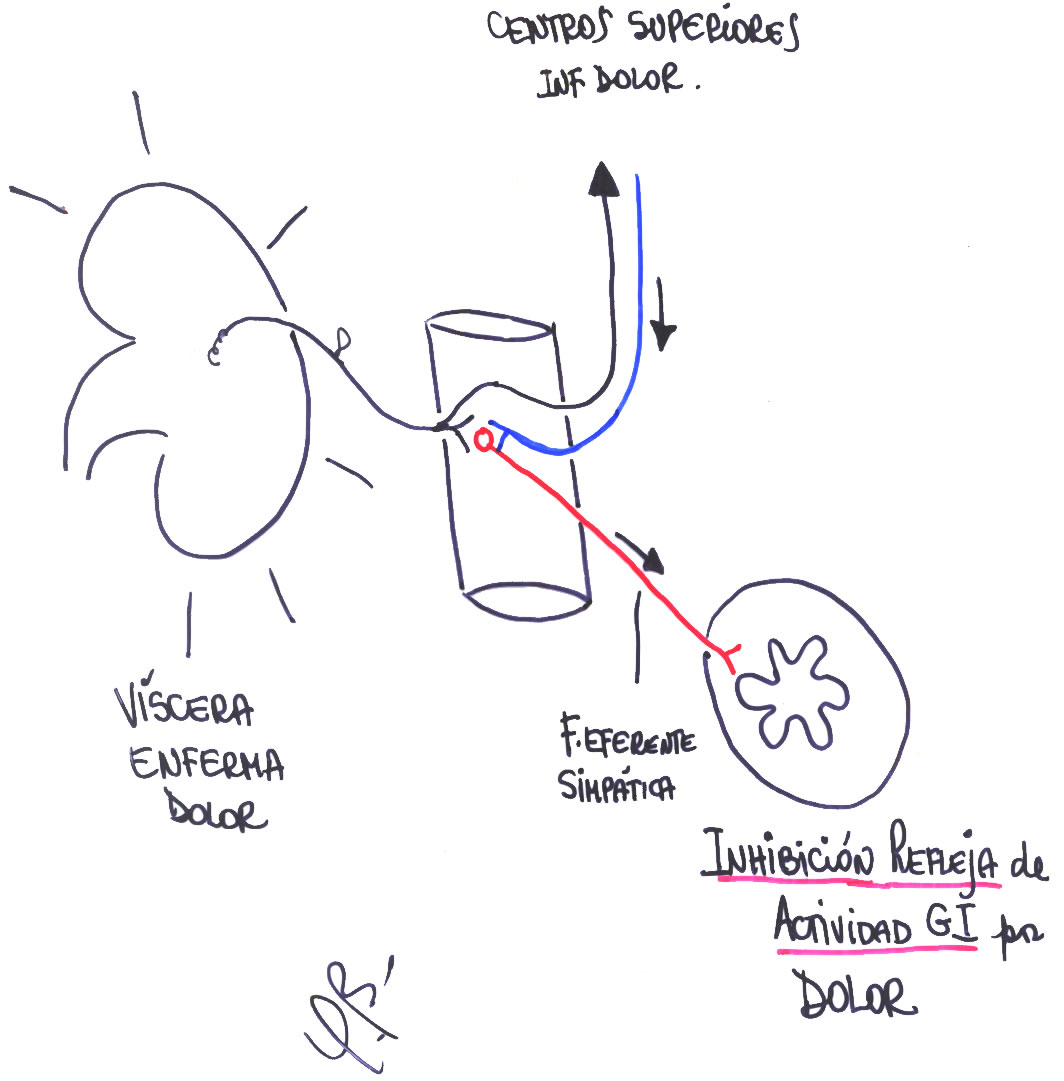 CENTROS SUPERIORES
INF DOLOR.
VÍSCERA
ENFERMA
DOLOR
F. EFERENTE
SIMPÁTICA
INHIBICIÓN REFLEJA de
ACTIVIDAD GI por
DOLOR